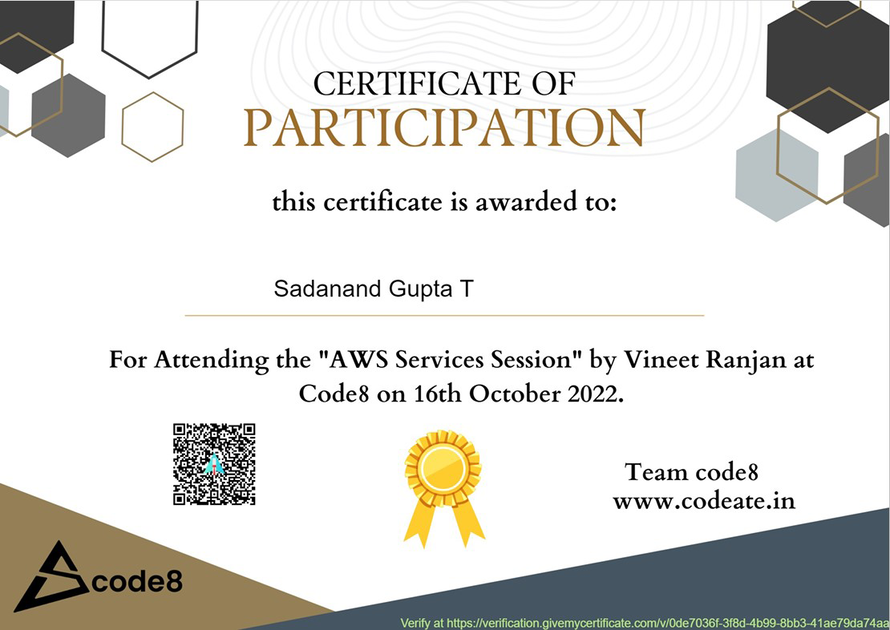 CERTIFICATE OF
PARTICIPATION
this certificate is awarded to:
Sadanand Gupta T
For Attending the "AWS Services Session" by Vineet Ranjan at
Code8 on 16th October 2022.
Team code8
www.codeate.in
code8
Verify at https://verification.givemycertificate.com/v/0de7036f-3f8d-4b99-8bb3-41ae79da74aa